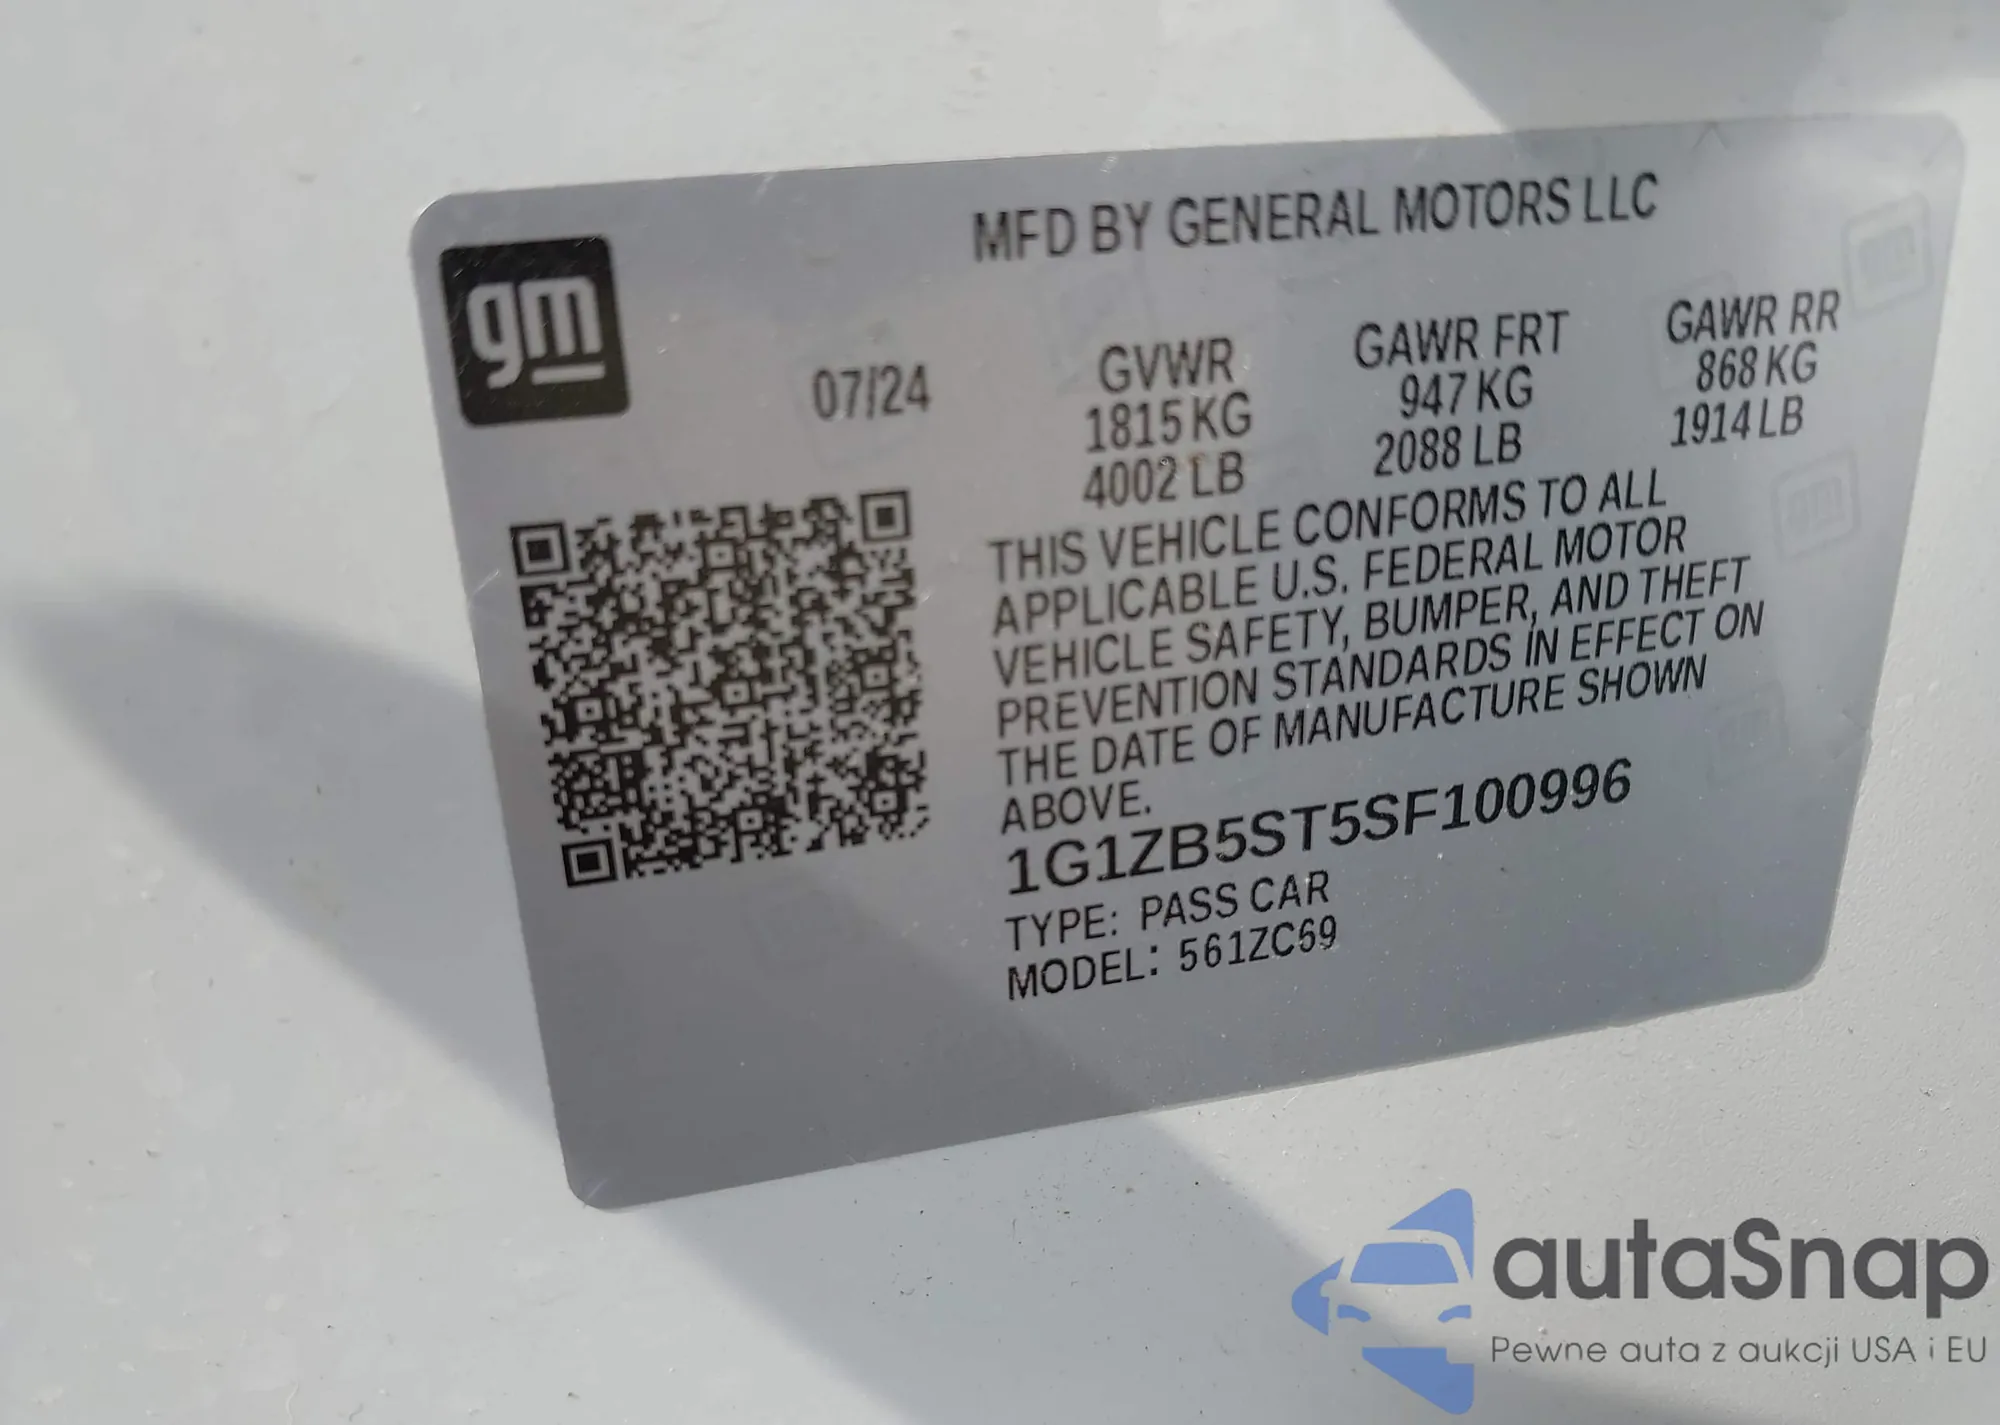 gm
MFD BY GENERAL MOTORS LLC
07/24
GVWR
1815 KG
4002 LB
GAWR FRT
947 KG
2088 LB
GAWR RR
868 KG
1914 LB
THIS VEHICLE CONFORMS TO ALL
APPLICABLE U.S. FEDERAL MOTOR
VEHICLE SAFETY, BUMPER, AND THEFT
PREVENTION STANDARDS IN EFFECT ON
THE DATE OF MANUFACTURE SHOWN
ABOVE.
1G1ZB5ST5SF100996
TYPE: PASS CAR
MODEL: 561ZC69
autaSnap
Pewne auta z aukcji USA i EU